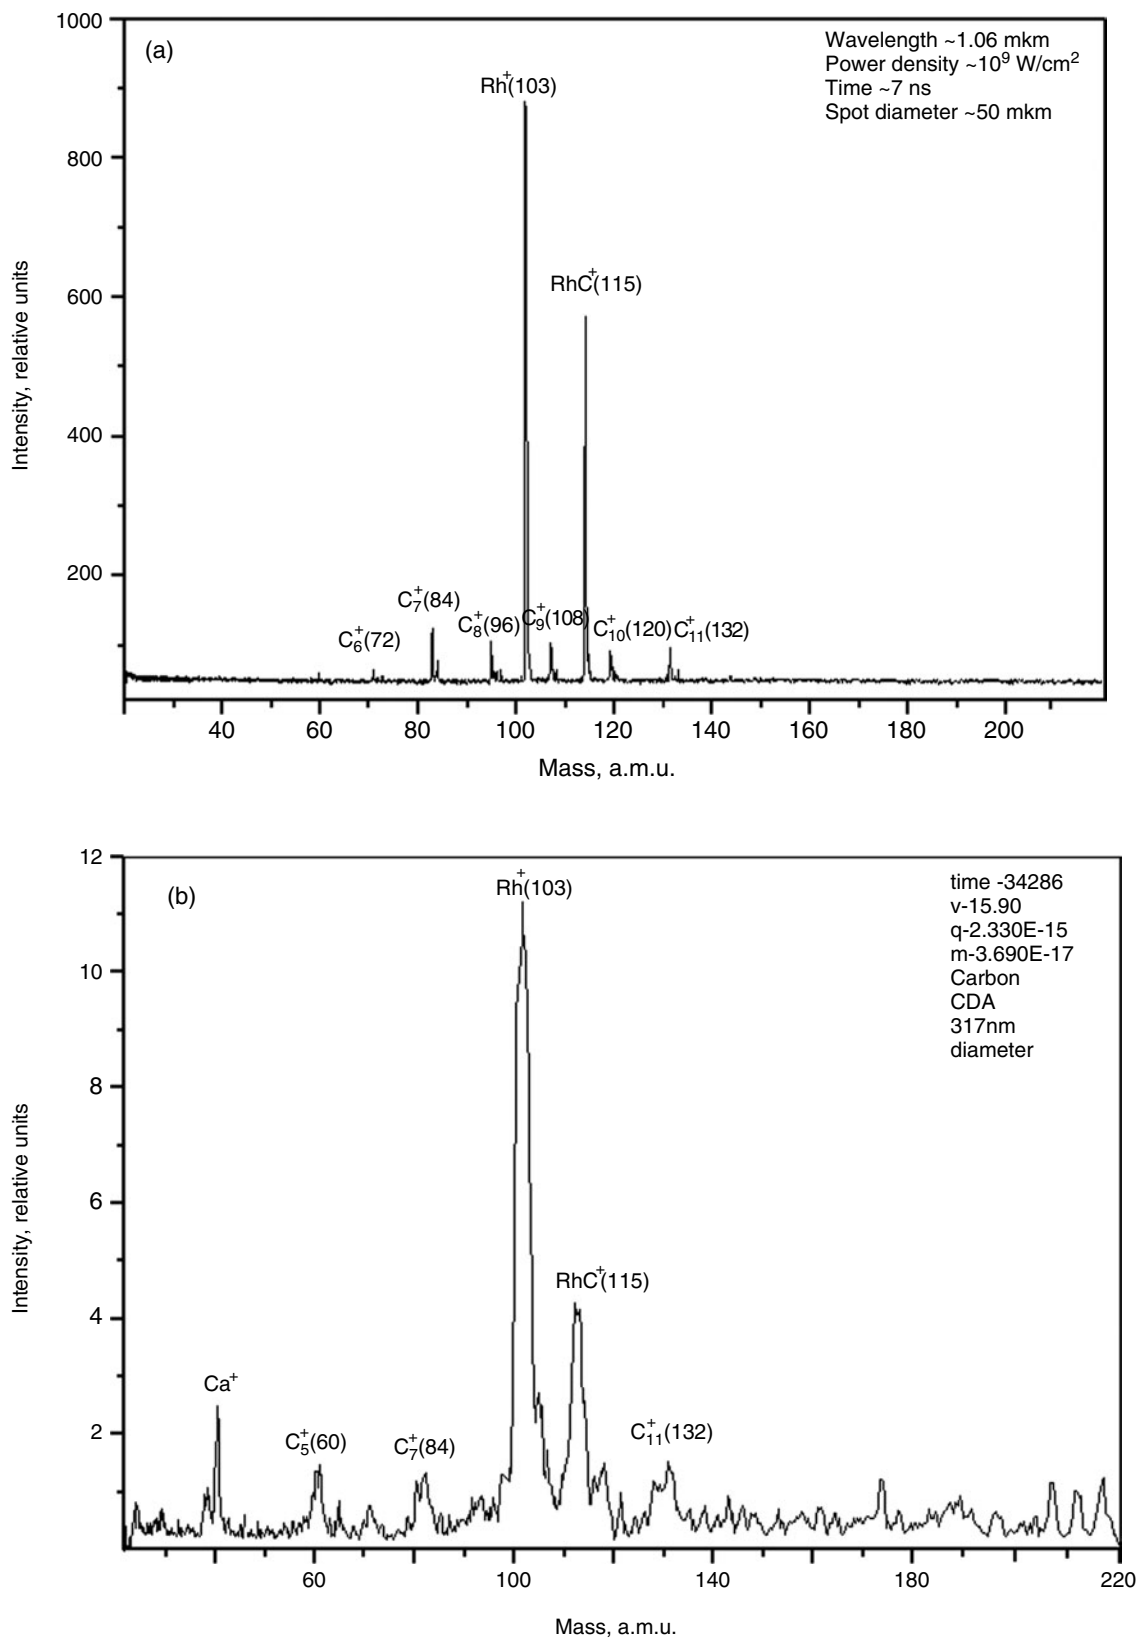 1000
(a)
Wavelength ~1.06 mkm
Power density ~10⁹ W/cm²
Time ~7 ns
Spot diameter ~50 mkm
Rh⁺(103)
800
RhC⁺(115)
600
400
200
C₇⁺(84)
C₈⁺(96)
C₉⁺(108)
C₆⁺(72)
C₁₀⁺(120)
C₁₁⁺(132)
Intensity, relative units
40 60 80 100 120 140 160 180 200
Mass, a.m.u.
12
(b)
Rh⁺(103)
time -34286
v-15.90
q-2.330E-15
m-3.690E-17
Carbon
CDA
317nm
diameter
10
8
6
RhC⁺(115)
4
Ca⁺
2
C₅⁺(60)
C₇⁺(84)
C₁₁⁺(132)
Intensity, relative units
60 100 140 180 220
Mass, a.m.u.